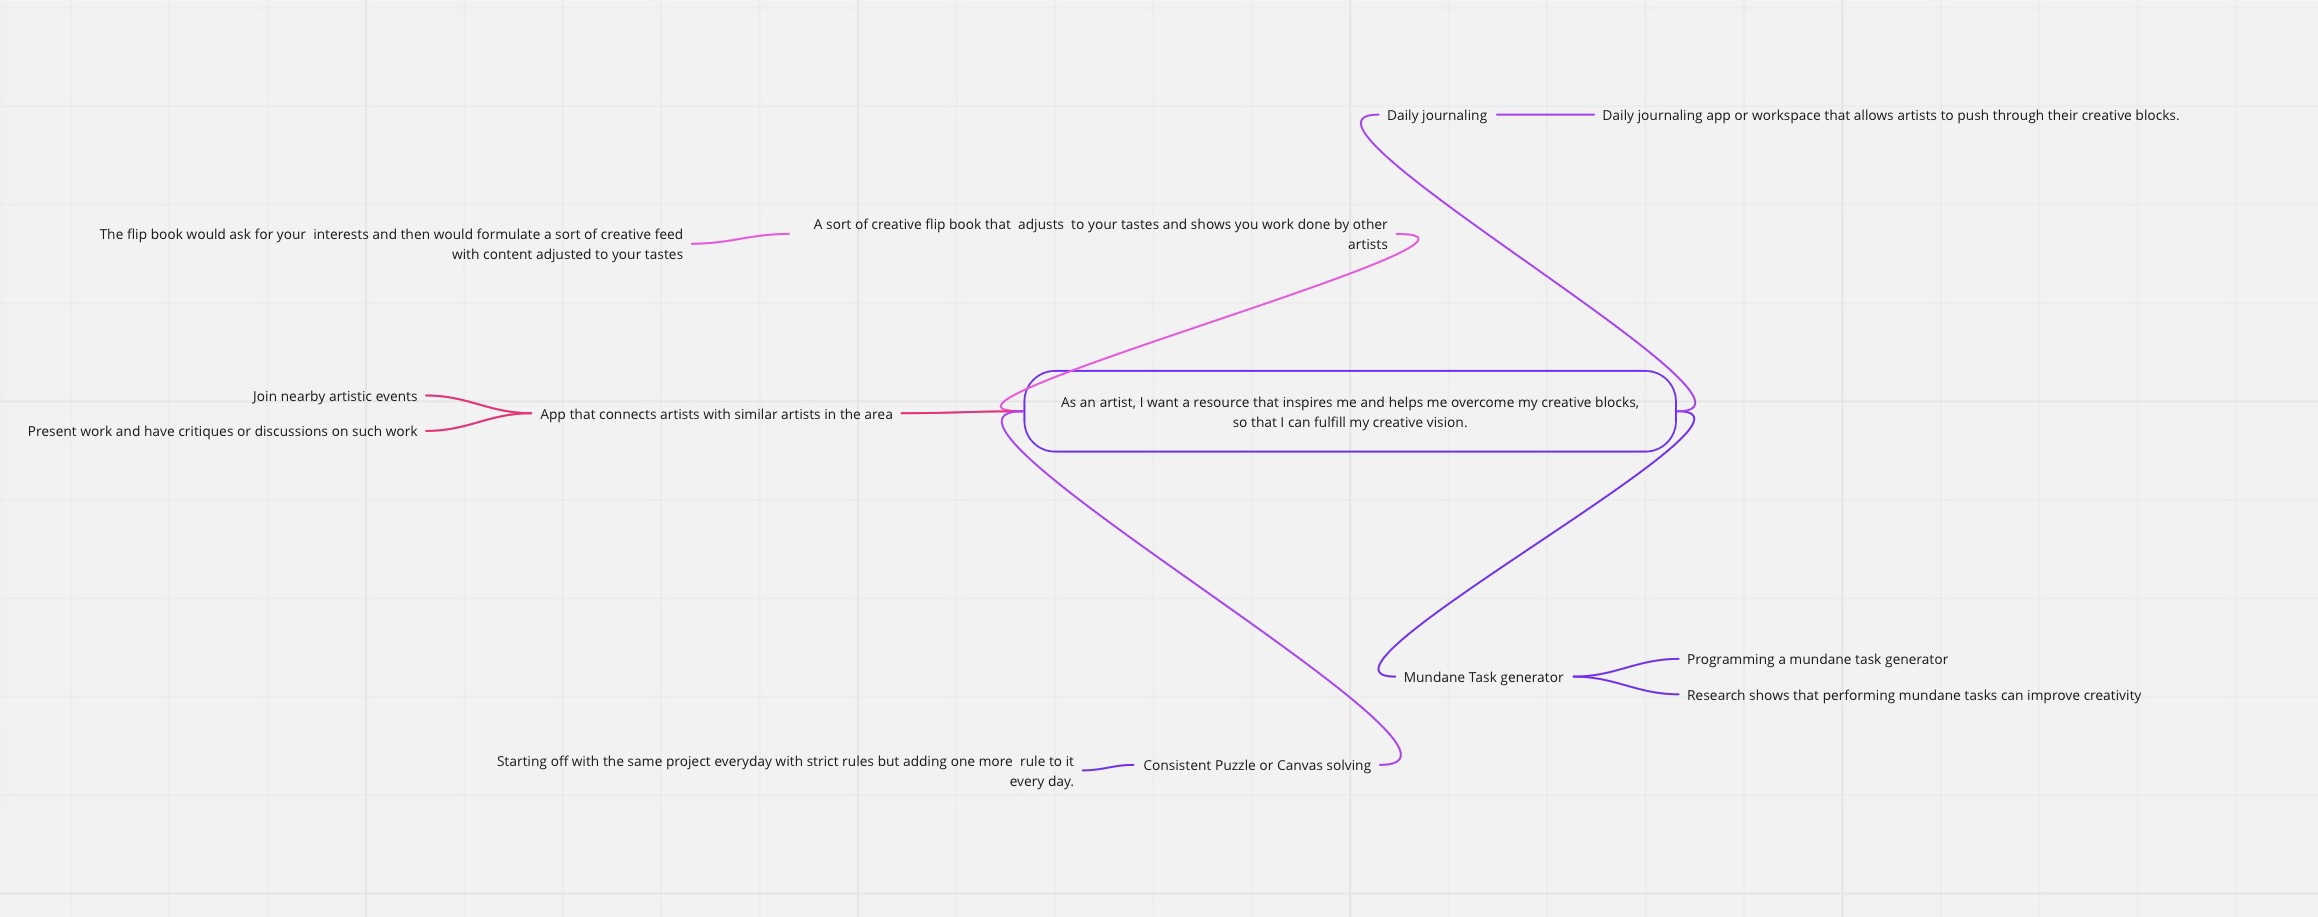 Daily journaling
Daily journaling app or workspace that allows artists to push through their creative blocks.
A sort of creative flip book that  adjusts  to your tastes and shows you work done by other
artists
The flip book would ask for your  interests and then would formulate a sort of creative feed
with content adjusted to your tastes
Join nearby artistic events
Present work and have critiques or discussions on such work
App that connects artists with similar artists in the area
As an artist, I want a resource that inspires me and helps me overcome my creative blocks,
so that I can fulfill my creative vision.
Mundane Task generator
Programming a mundane task generator
Research shows that performing mundane tasks can improve creativity
Starting off with the same project everyday with strict rules but adding one more  rule to it
every day.
Consistent Puzzle or Canvas solving